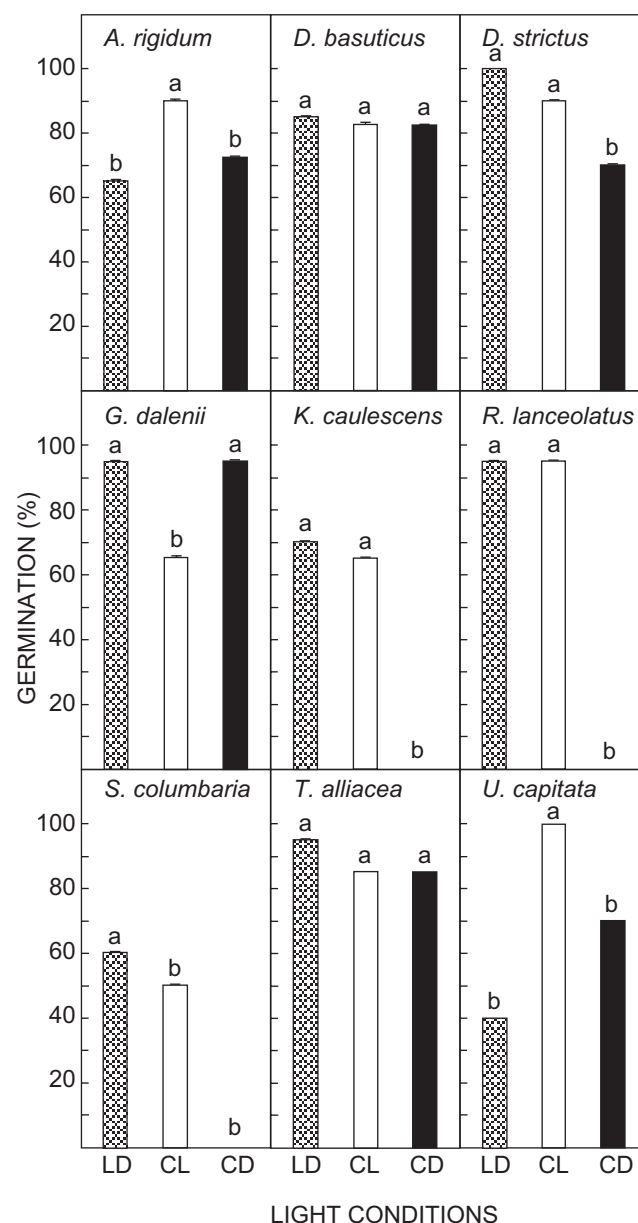 A. rigidum D. basuticus D. strictus
100 a a a a a a
80 b b b
60
40
20
G. dalenii K. caulescens R. lanceolatus
100 a b a a a b a a b
80
60
40
20
S. columbaria T. alliacea U. capitata
100 a a a a
80 b
60 a b
40 b
20 b
LD CL CD LD CL CD LD CL CD
GERMINATION (%)
LIGHT CONDITIONS